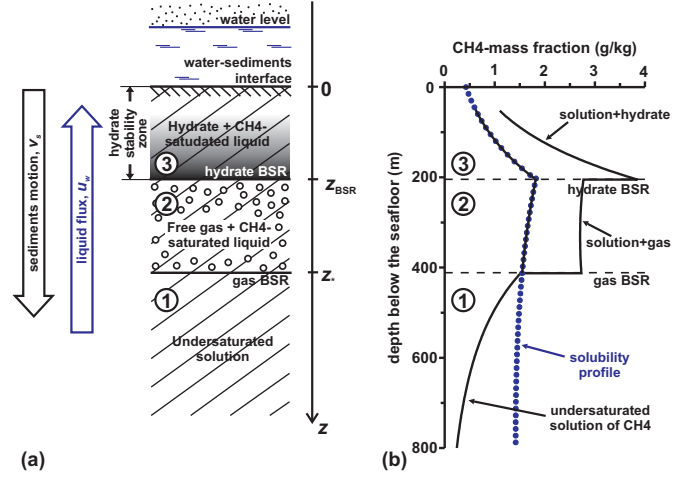 water level
water-sediments
interface
0
sediments motion, vs
liquid flux, uw
hydrate stability
zone
Hydrate + CH4-
satudated liquid
3
hydrate BSR
zBSR
2
Free gas + CH4-
saturated liquid
z*
gas BSR
1
Undersaturated
solution
z
(a)
CH4-mass fraction (g/kg)
0 1 2 3 4
0
200
400
600
800
depth below the seafloor (m)
solution+hydrate
3
hydrate BSR
2
solution+gas
gas BSR
1
solubility
profile
undersaturated
solution of CH4
(b)